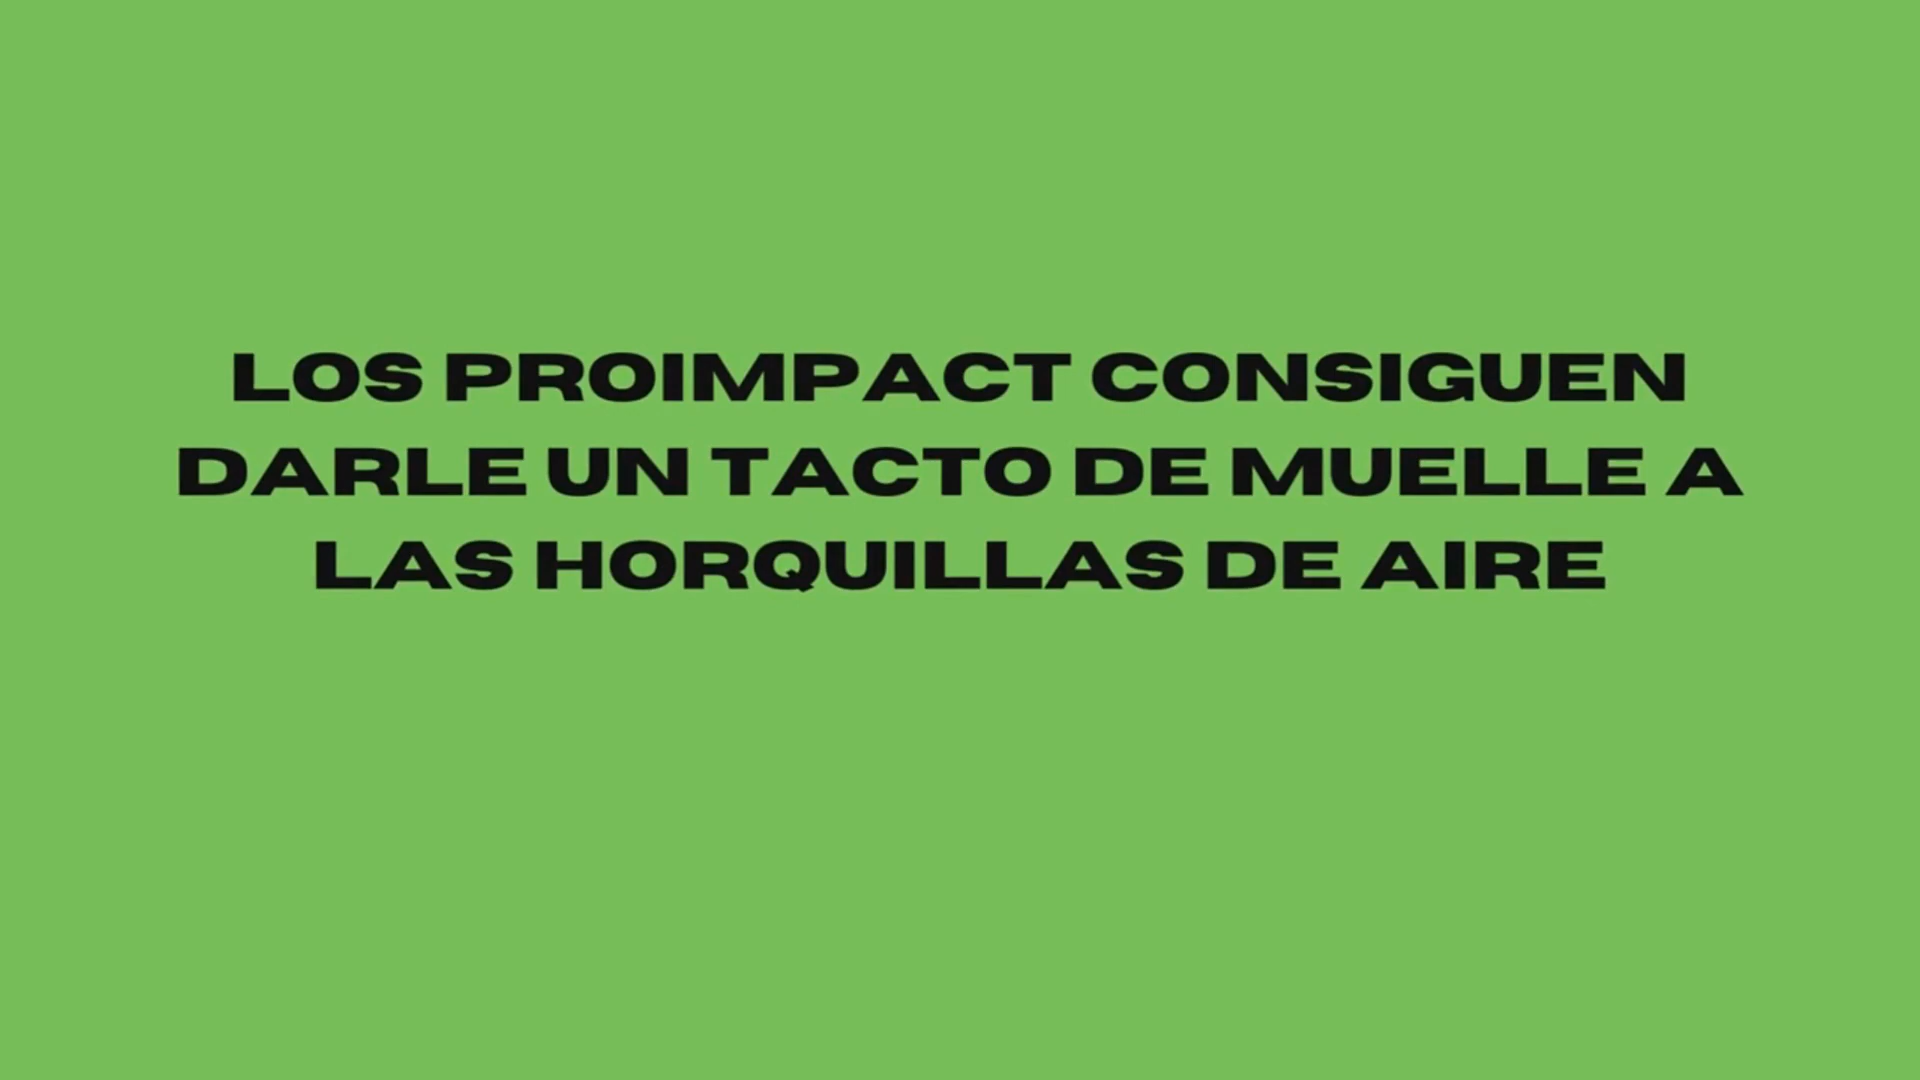 LOS PROIMPACT CONSIGUEN
DARLE UN TACTO DE MUELLE A
LAS HORQUILLAS DE AIRE